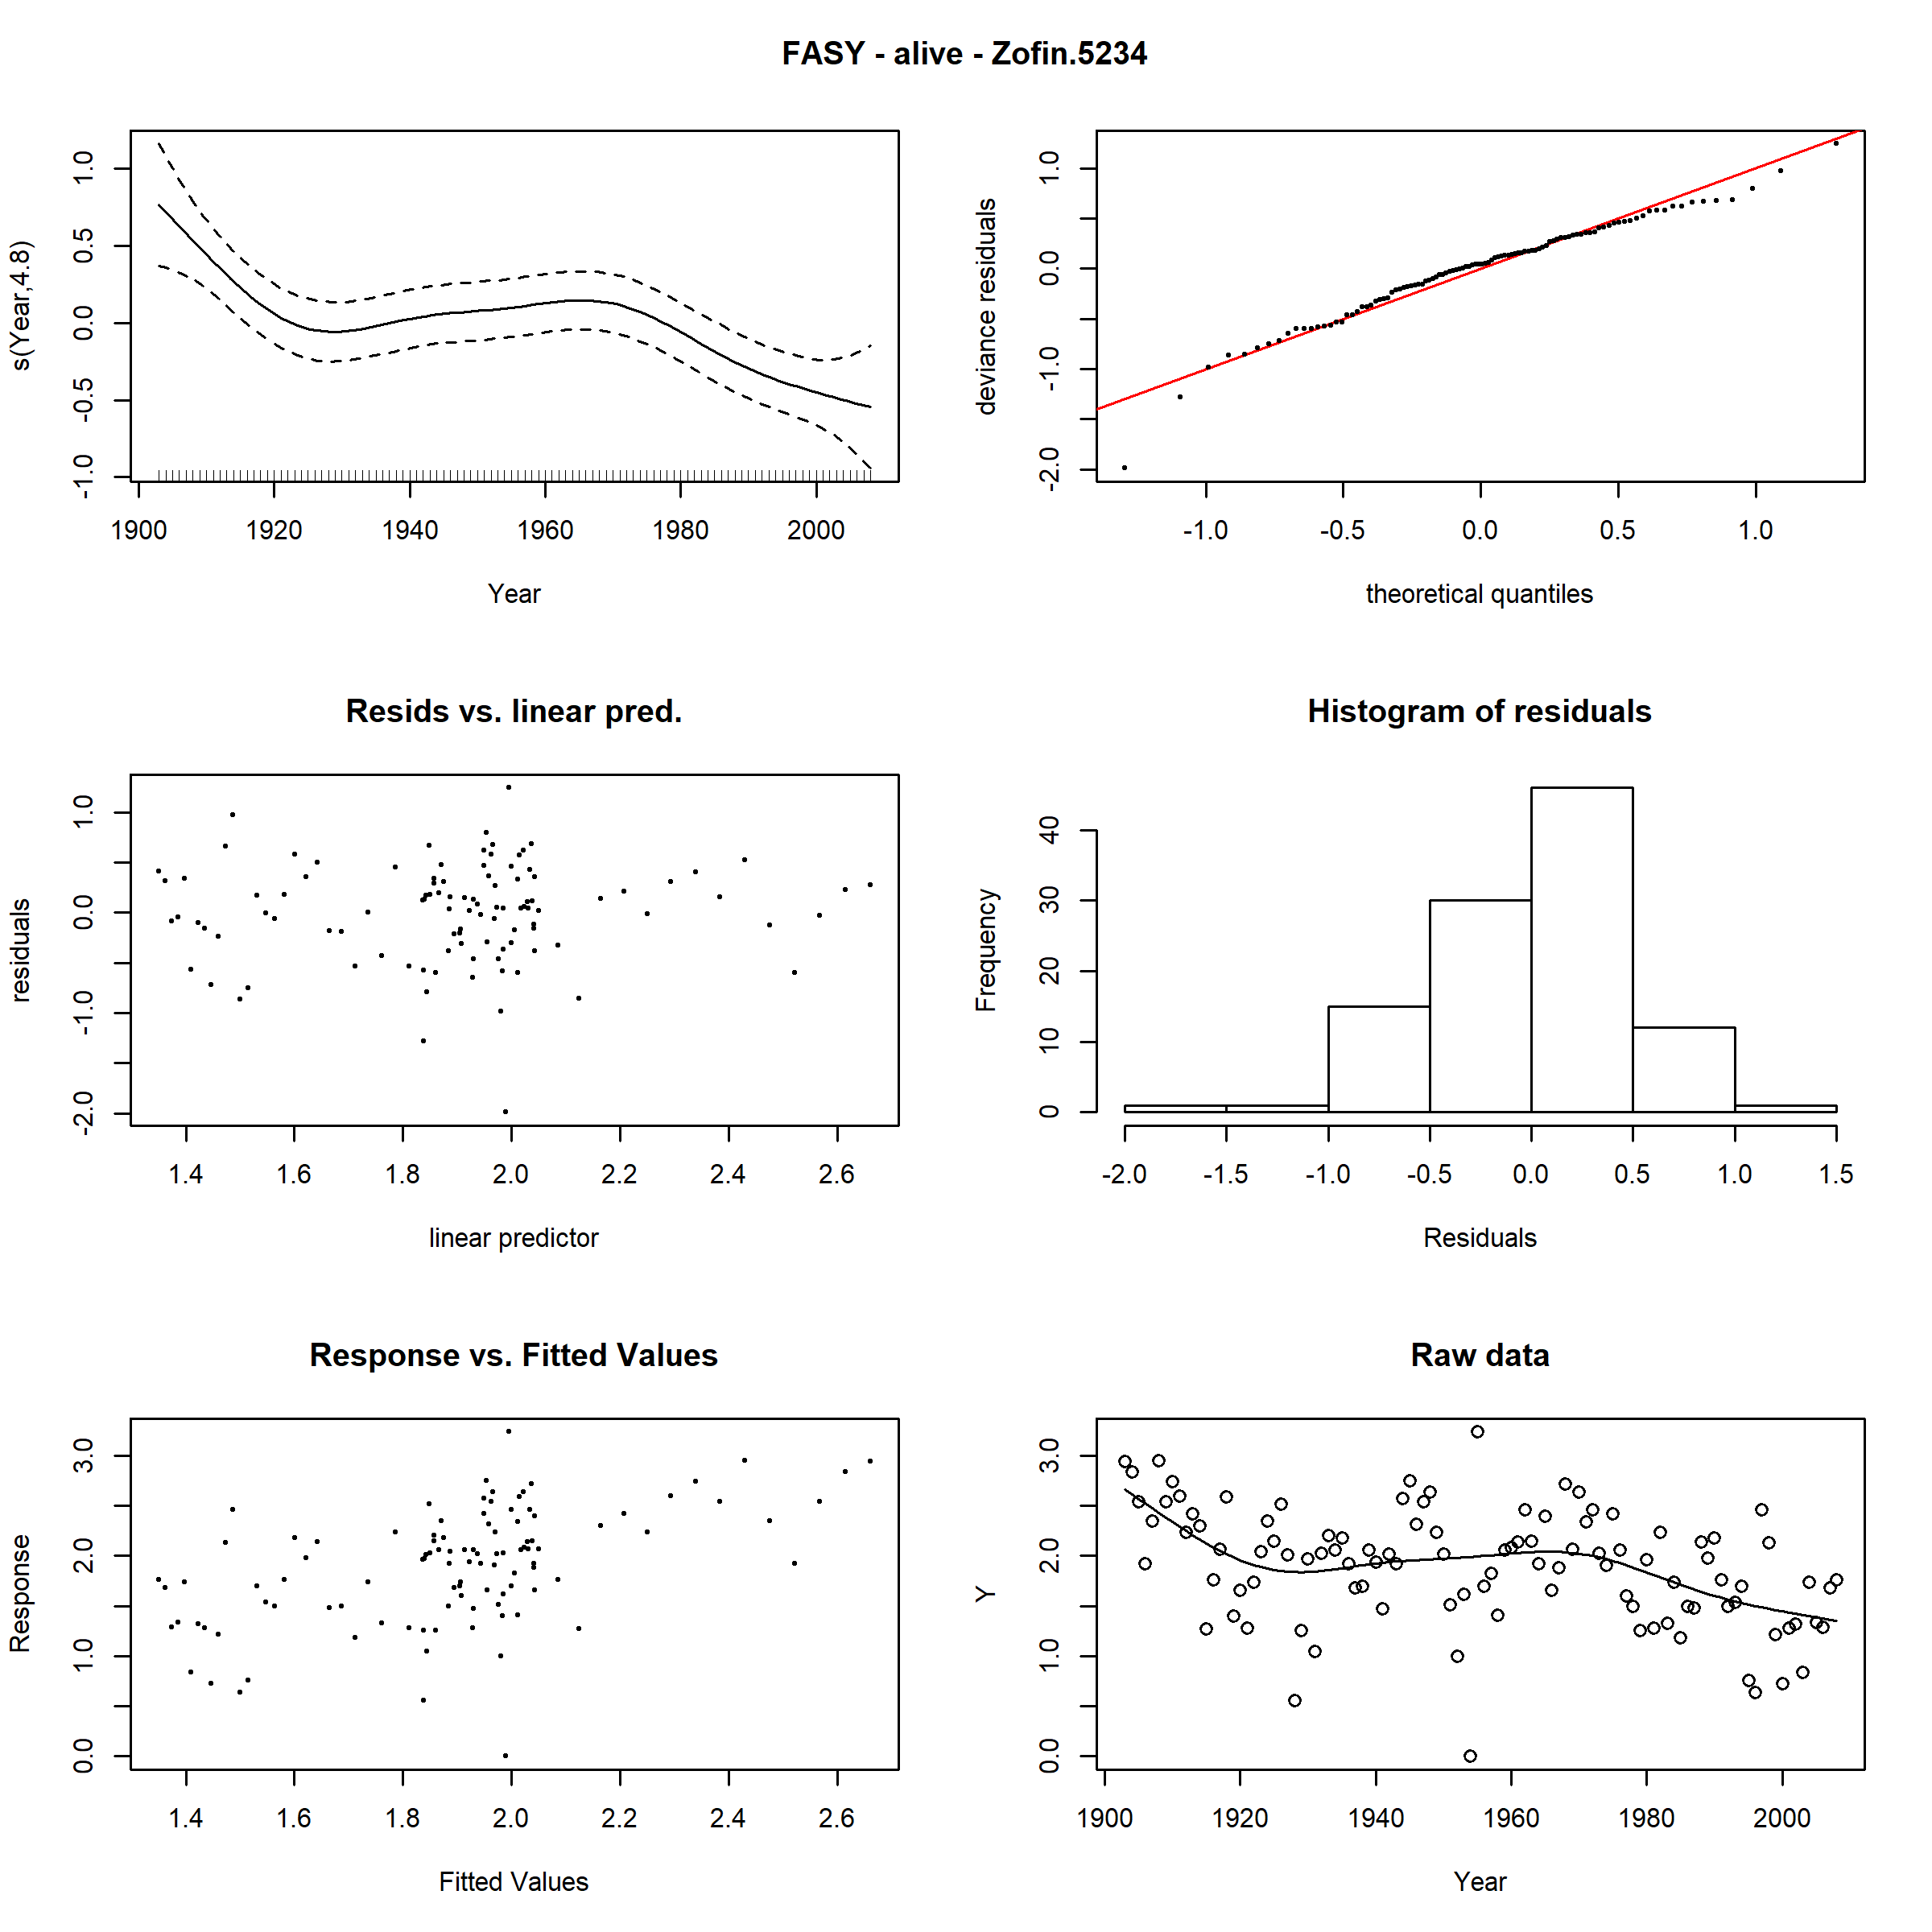 FASY - alive - Zofin.5234
s(Year,4.8)
-1.0 -0.5 0.0 0.5 1.0
1900 1920 1940 1960 1980 2000
Year
deviance residuals
-2.0 -1.0 0.0 1.0
-1.0 -0.5 0.0 0.5 1.0
theoretical quantiles
Resids vs. linear pred.
residuals
-2.0 -1.0 0.0 1.0
1.4 1.6 1.8 2.0 2.2 2.4 2.6
linear predictor
Histogram of residuals
Frequency
0 10 20 30 40
-2.0 -1.5 -1.0 -0.5 0.0 0.5 1.0 1.5
Residuals
Response vs. Fitted Values
Response
0.0 1.0 2.0 3.0
1.4 1.6 1.8 2.0 2.2 2.4 2.6
Fitted Values
Raw data
Y
0.0 1.0 2.0 3.0
1900 1920 1940 1960 1980 2000
Year